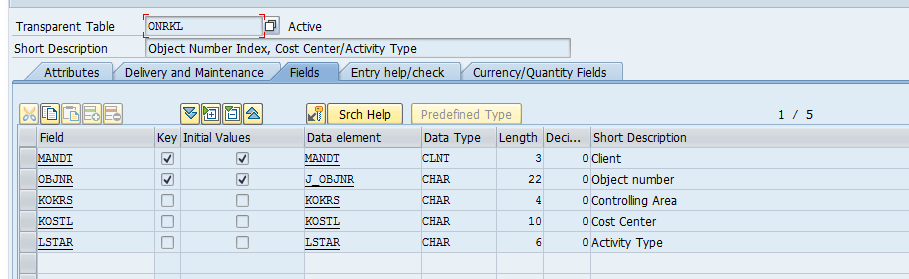 Transparent Table ONRKL Active
Short Description Object Number Index, Cost Center/Activity Type
Attributes Delivery and Maintenance Fields Entry help/check Currency/Quantity Fields
Srch Help Predefined Type 1 / 5
Field Key Initial Values Data element Data Type Length Deci... Short Description
MANDT MANDT CLNT 3 0 Client
OBJNR J_OBJNR CHAR 22 0 Object number
KOKRS KOKRS CHAR 4 0 Controlling Area
KOSTL KOSTL CHAR 10 0 Cost Center
LSTAR LSTAR CHAR 6 0 Activity Type